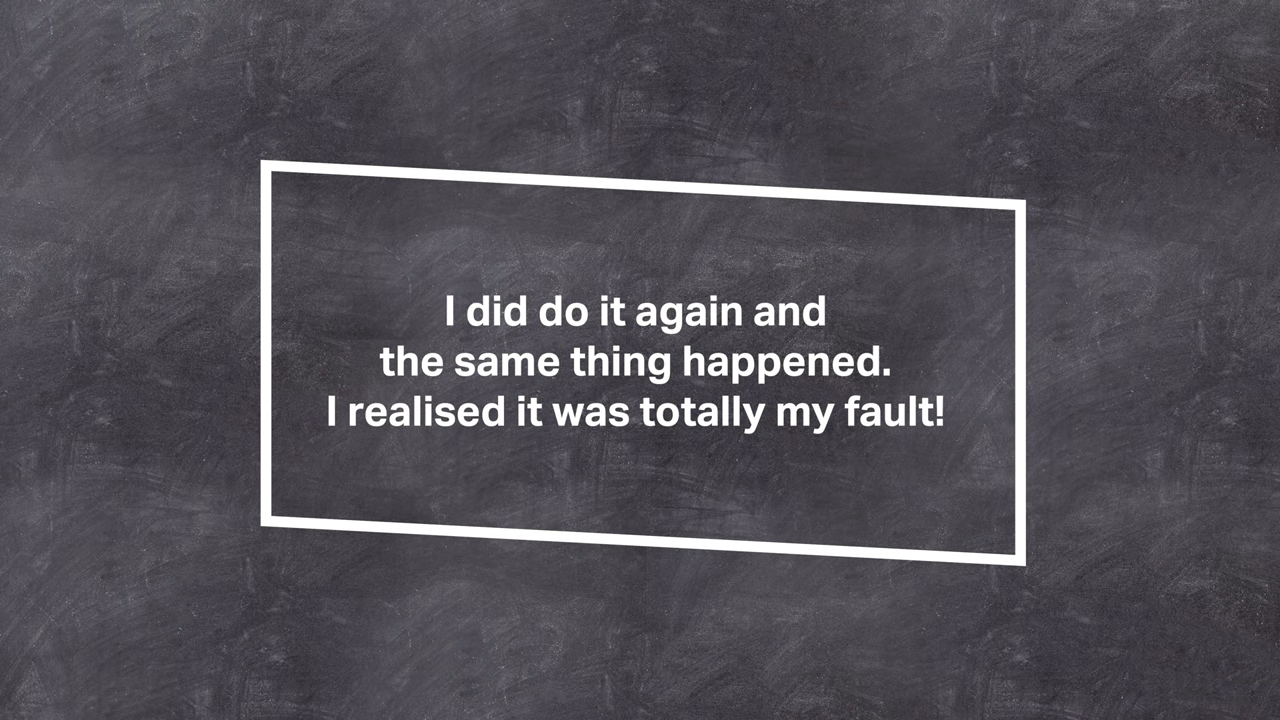 I did do it again and
the same thing happened.
I realised it was totally my fault!